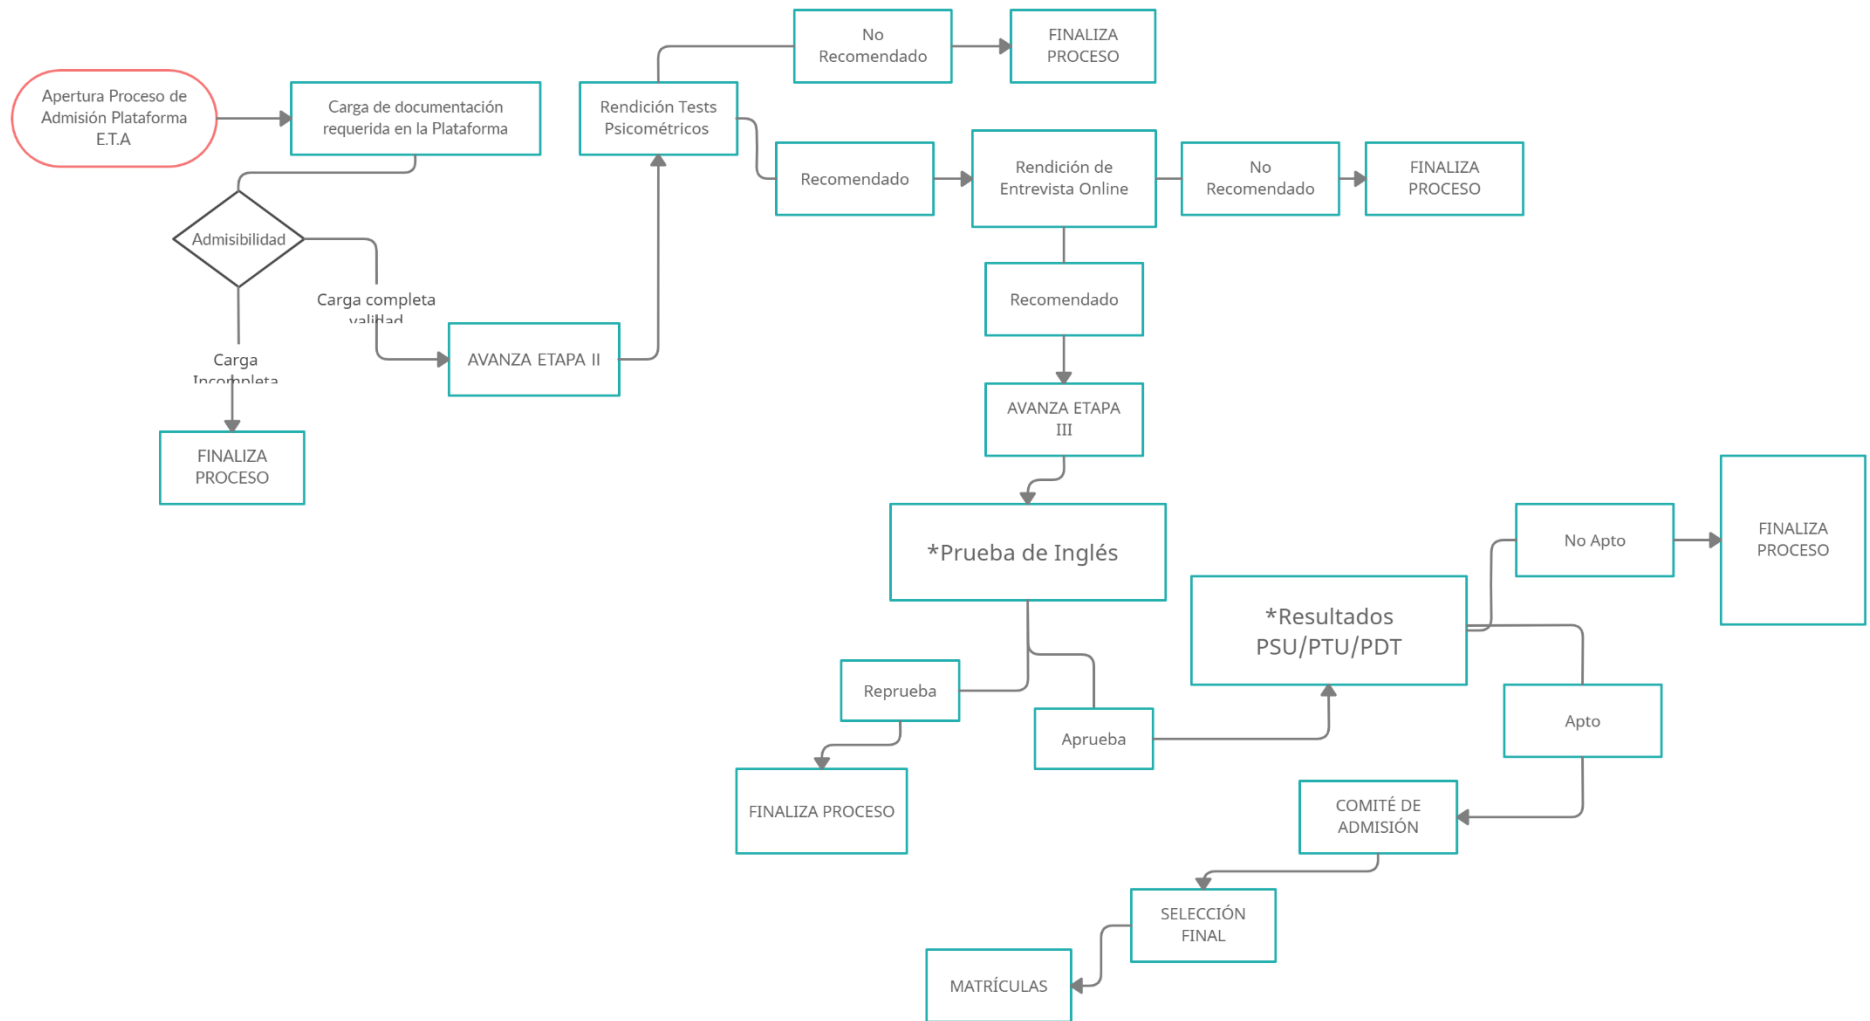 Apertura Proceso de
Admisión Plataforma
E.T.A
Carga de documentación
requerida en la Plataforma
Admisibilidad
Carga
Incompleta
FINALIZA
PROCESO
Carga completa
validad
AVANZA ETAPA II
Rendición Tests
Psicométricos
No
Recomendado
FINALIZA
PROCESO
Recomendado
Rendición de
Entrevista Online
No
Recomendado
FINALIZA
PROCESO
Recomendado
AVANZA ETAPA
III
*Prueba de Inglés
Reprueba
FINALIZA PROCESO
Aprueba
*Resultados
PSU/PTU/PDT
No Apto
FINALIZA
PROCESO
Apto
COMITÉ DE
ADMISIÓN
SELECCIÓN
FINAL
MATRÍCULAS